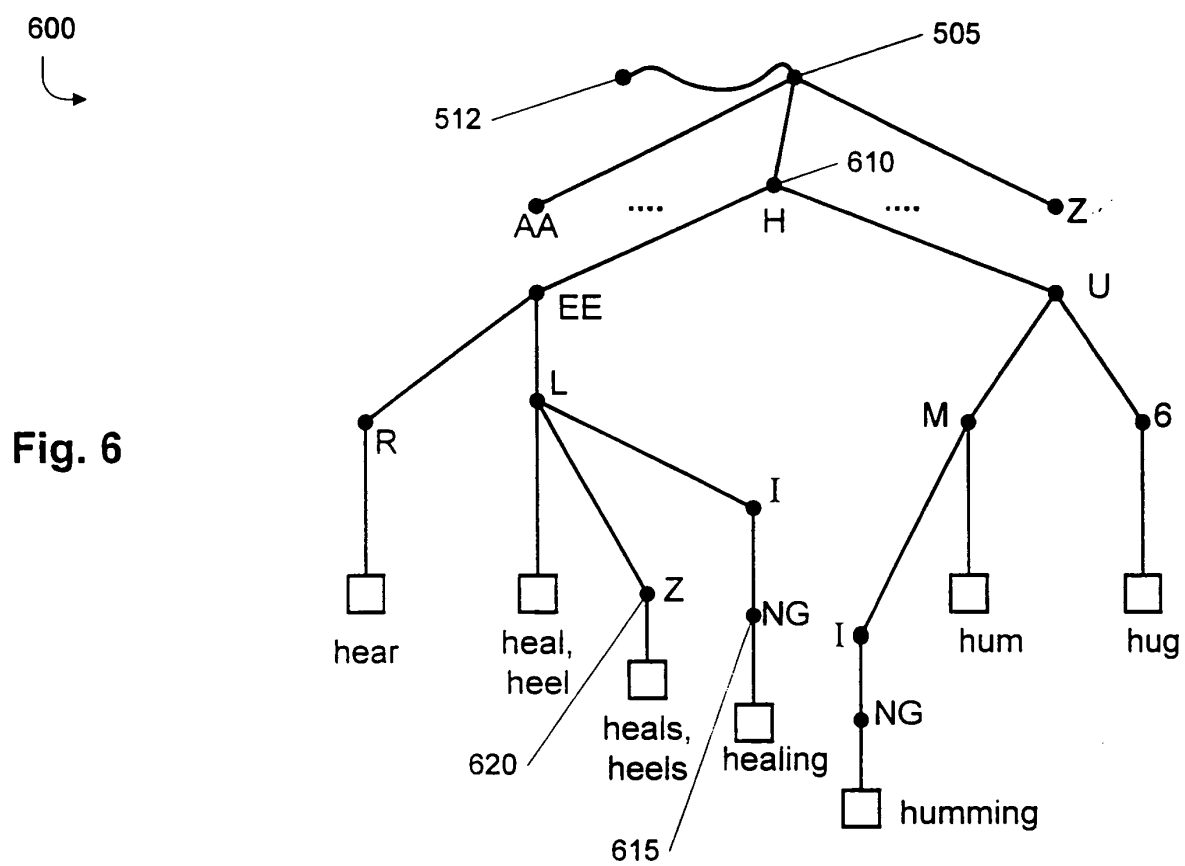 600
505
512
610
AA
....
H
....
Z
EE
U
L
R
M
6
Fig. 6
I
Z
NG
I
hear
heal,
heel
hum
hug
heals,
heels
healing
NG
620
humming
615